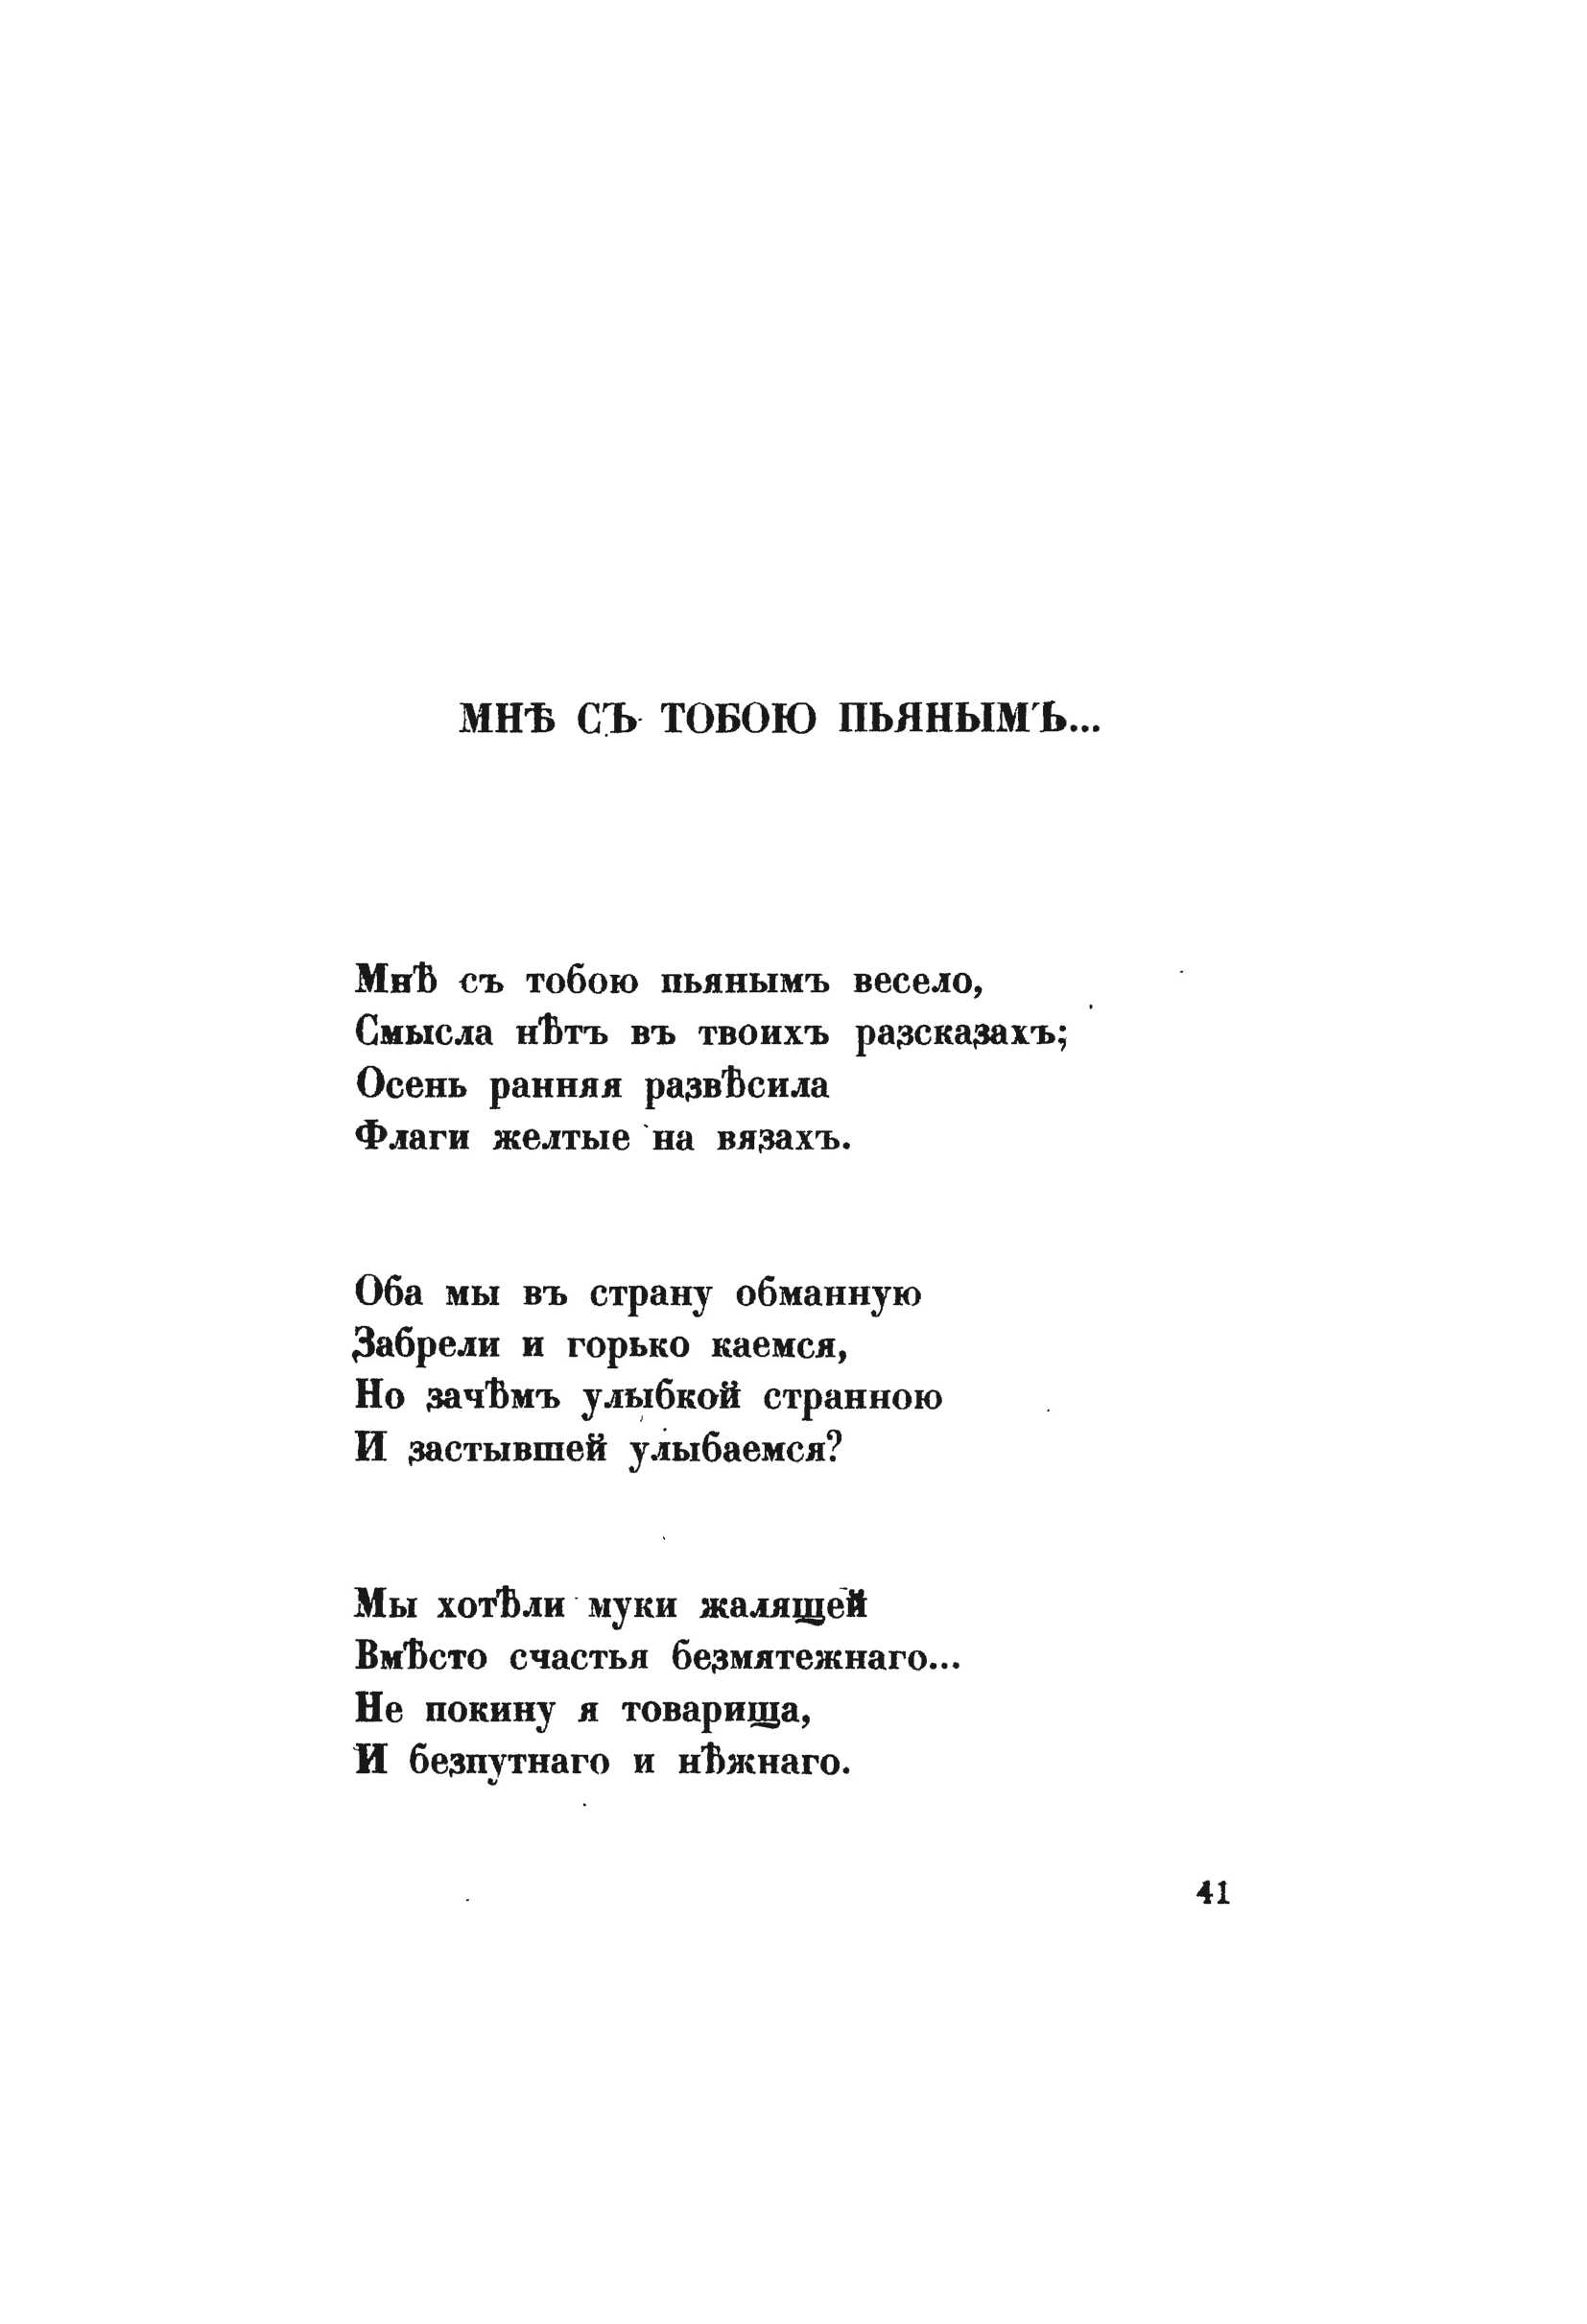 МНѢ СЪ ТОБОЮ ПЬЯНЫМЪ...
Мнѣ съ тобою пьянымъ весело,
Смысла нѣтъ въ твоихъ разсказахъ;
Осень ранняя развѣсила
Флаги желтые на вязахъ.
Оба мы въ страну обманную
Забрели и горько каемся,
Но зачѣмъ улыбкой странною
И застывшей улыбаемся?
Мы хотѣли муки жалящей
Вмѣсто счастья безмятежнаго...
Не покину я товарища,
И безпутнаго и нѣжнаго.
41